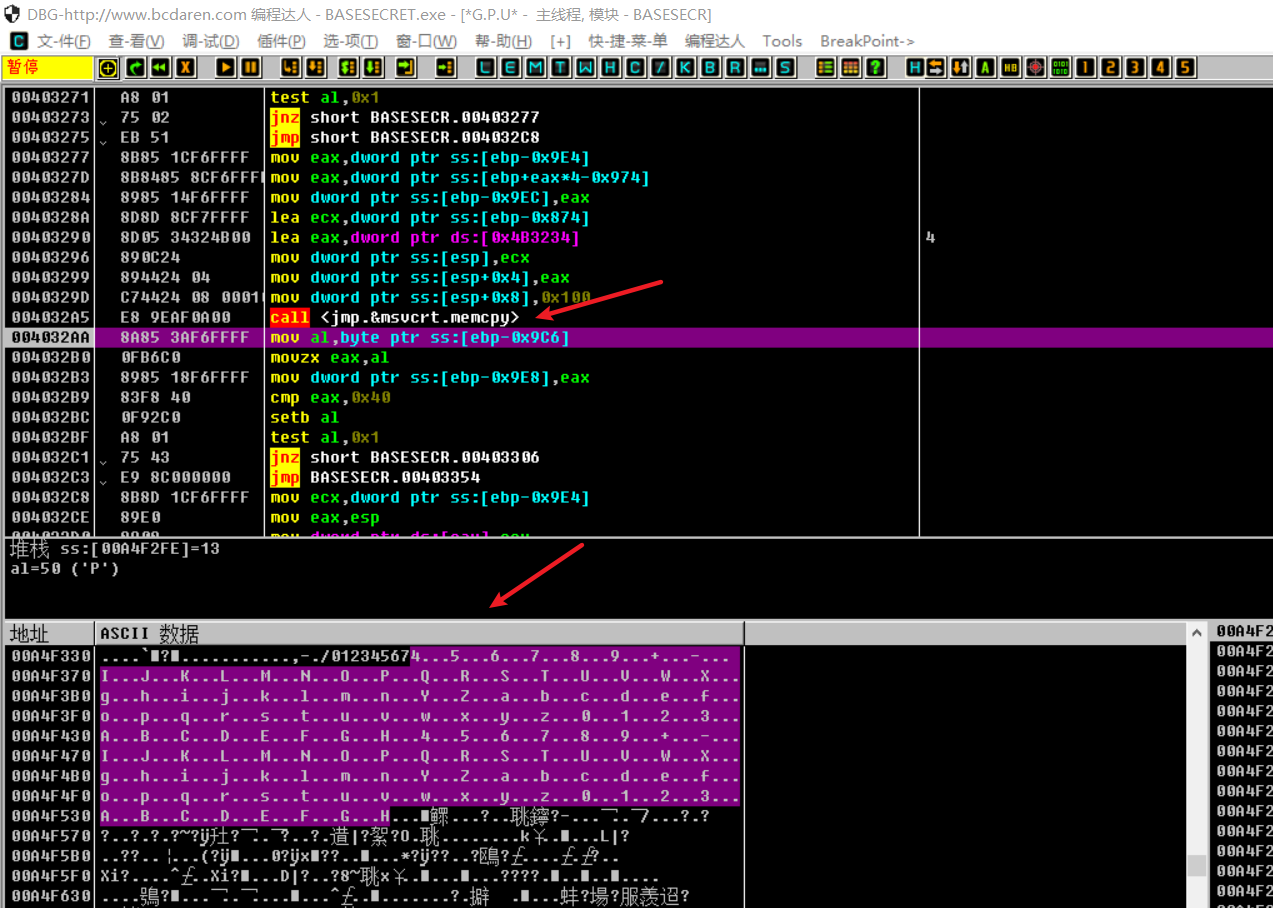 DBG-http://www.bcdaren.com 编程达人 - BASESECRET.exe - [*G.P.U* - 主线程, 模块 - BASESECR]
C 文-件(F) 查-看(V) 调-试(D) 插件(P) 选-项(T) 窗-口(W) 帮-助(H) [+] 快-捷-菜-单 编程达人 Tools BreakPoint->
暂停 L E M T W H C / K B R ... S ? H A HB 1 2 3 4 5
00403271 A8 01 test al,0x1
00403273 75 02 jnz short BASESECR.00403277
00403275 EB 51 jmp short BASESECR.004032C8
00403277 8B85 1CF6FFFF mov eax,dword ptr ss:[ebp-0x9E4]
0040327D 8B8485 8CF6FFF mov eax,dword ptr ss:[ebp+eax*4-0x974]
00403284 8985 14F6FFFF mov dword ptr ss:[ebp-0x9EC],eax
0040328A 8D8D 8CF7FFFF lea ecx,dword ptr ss:[ebp-0x874]
00403290 8D05 34324B00 lea eax,dword ptr ds:[0x4B3234] 4
00403296 890C24 mov dword ptr ss:[esp],ecx
00403299 894424 04 mov dword ptr ss:[esp+0x4],eax
0040329D C74424 08 0001 mov dword ptr ss:[esp+0x8],0x100
004032A5 E8 9EAF0A00 call <jmp.&msvcrt.memcpy>
004032AA 8A85 3AF6FFFF mov al,byte ptr ss:[ebp-0x9C6]
004032B0 0FB6C0 movzx eax,al
004032B3 8985 18F6FFFF mov dword ptr ss:[ebp-0x9E8],eax
004032B9 83F8 40 cmp eax,0x40
004032BC 0F92C0 setb al
004032BF A8 01 test al,0x1
004032C1 75 43 jnz short BASESECR.00403306
004032C3 E9 8C000000 jmp BASESECR.00403354
004032C8 8B8D 1CF6FFFF mov ecx,dword ptr ss:[ebp-0x9E4]
004032CE 89E0 mov eax,esp
堆栈 ss:[00A4F2FE]=13
al=50 ('P')
地址 ASCII 数据 00A4F2
00A4F330 ,-./012345674...5...6...7...8...9...+...-...
00A4F370 I...J...K...L...M...N...O...P...Q...R...S...T...U...V...W...X...
00A4F3B0 g...h...i...j...k...l...m...n...Y...Z...a...b...c...d...e...f...
00A4F3F0 o...p...q...r...s...t...u...v...w...x...y...z...0...1...2...3...
00A4F430 A...B...C...D...E...F...G...H...4...5...6...7...8...9...+...-...
00A4F470 I...J...K...L...M...N...O...P...Q...R...S...T...U...V...W...X...
00A4F4B0 g...h...i...j...k...l...m...n...Y...Z...a...b...c...d...e...f...
00A4F4F0 o...p...q...r...s...t...u...v...w...x...y...z...0...1...2...3...
00A4F530 A...B...C...D...E...F...G...H
00A4F570
00A4F5B0
00A4F5F0
00A4F630